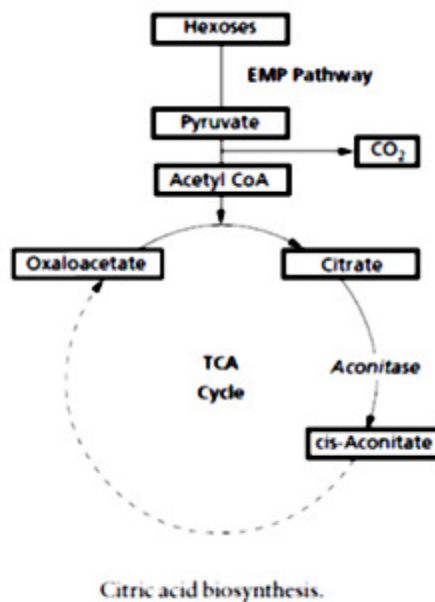 Hexoses
EMP Pathway
Pyruvate
CO₂
Acetyl CoA
Oxaloacetate
Citrate
TCA
Cycle
Aconitase
cis-Aconitate
Citric acid biosynthesis.